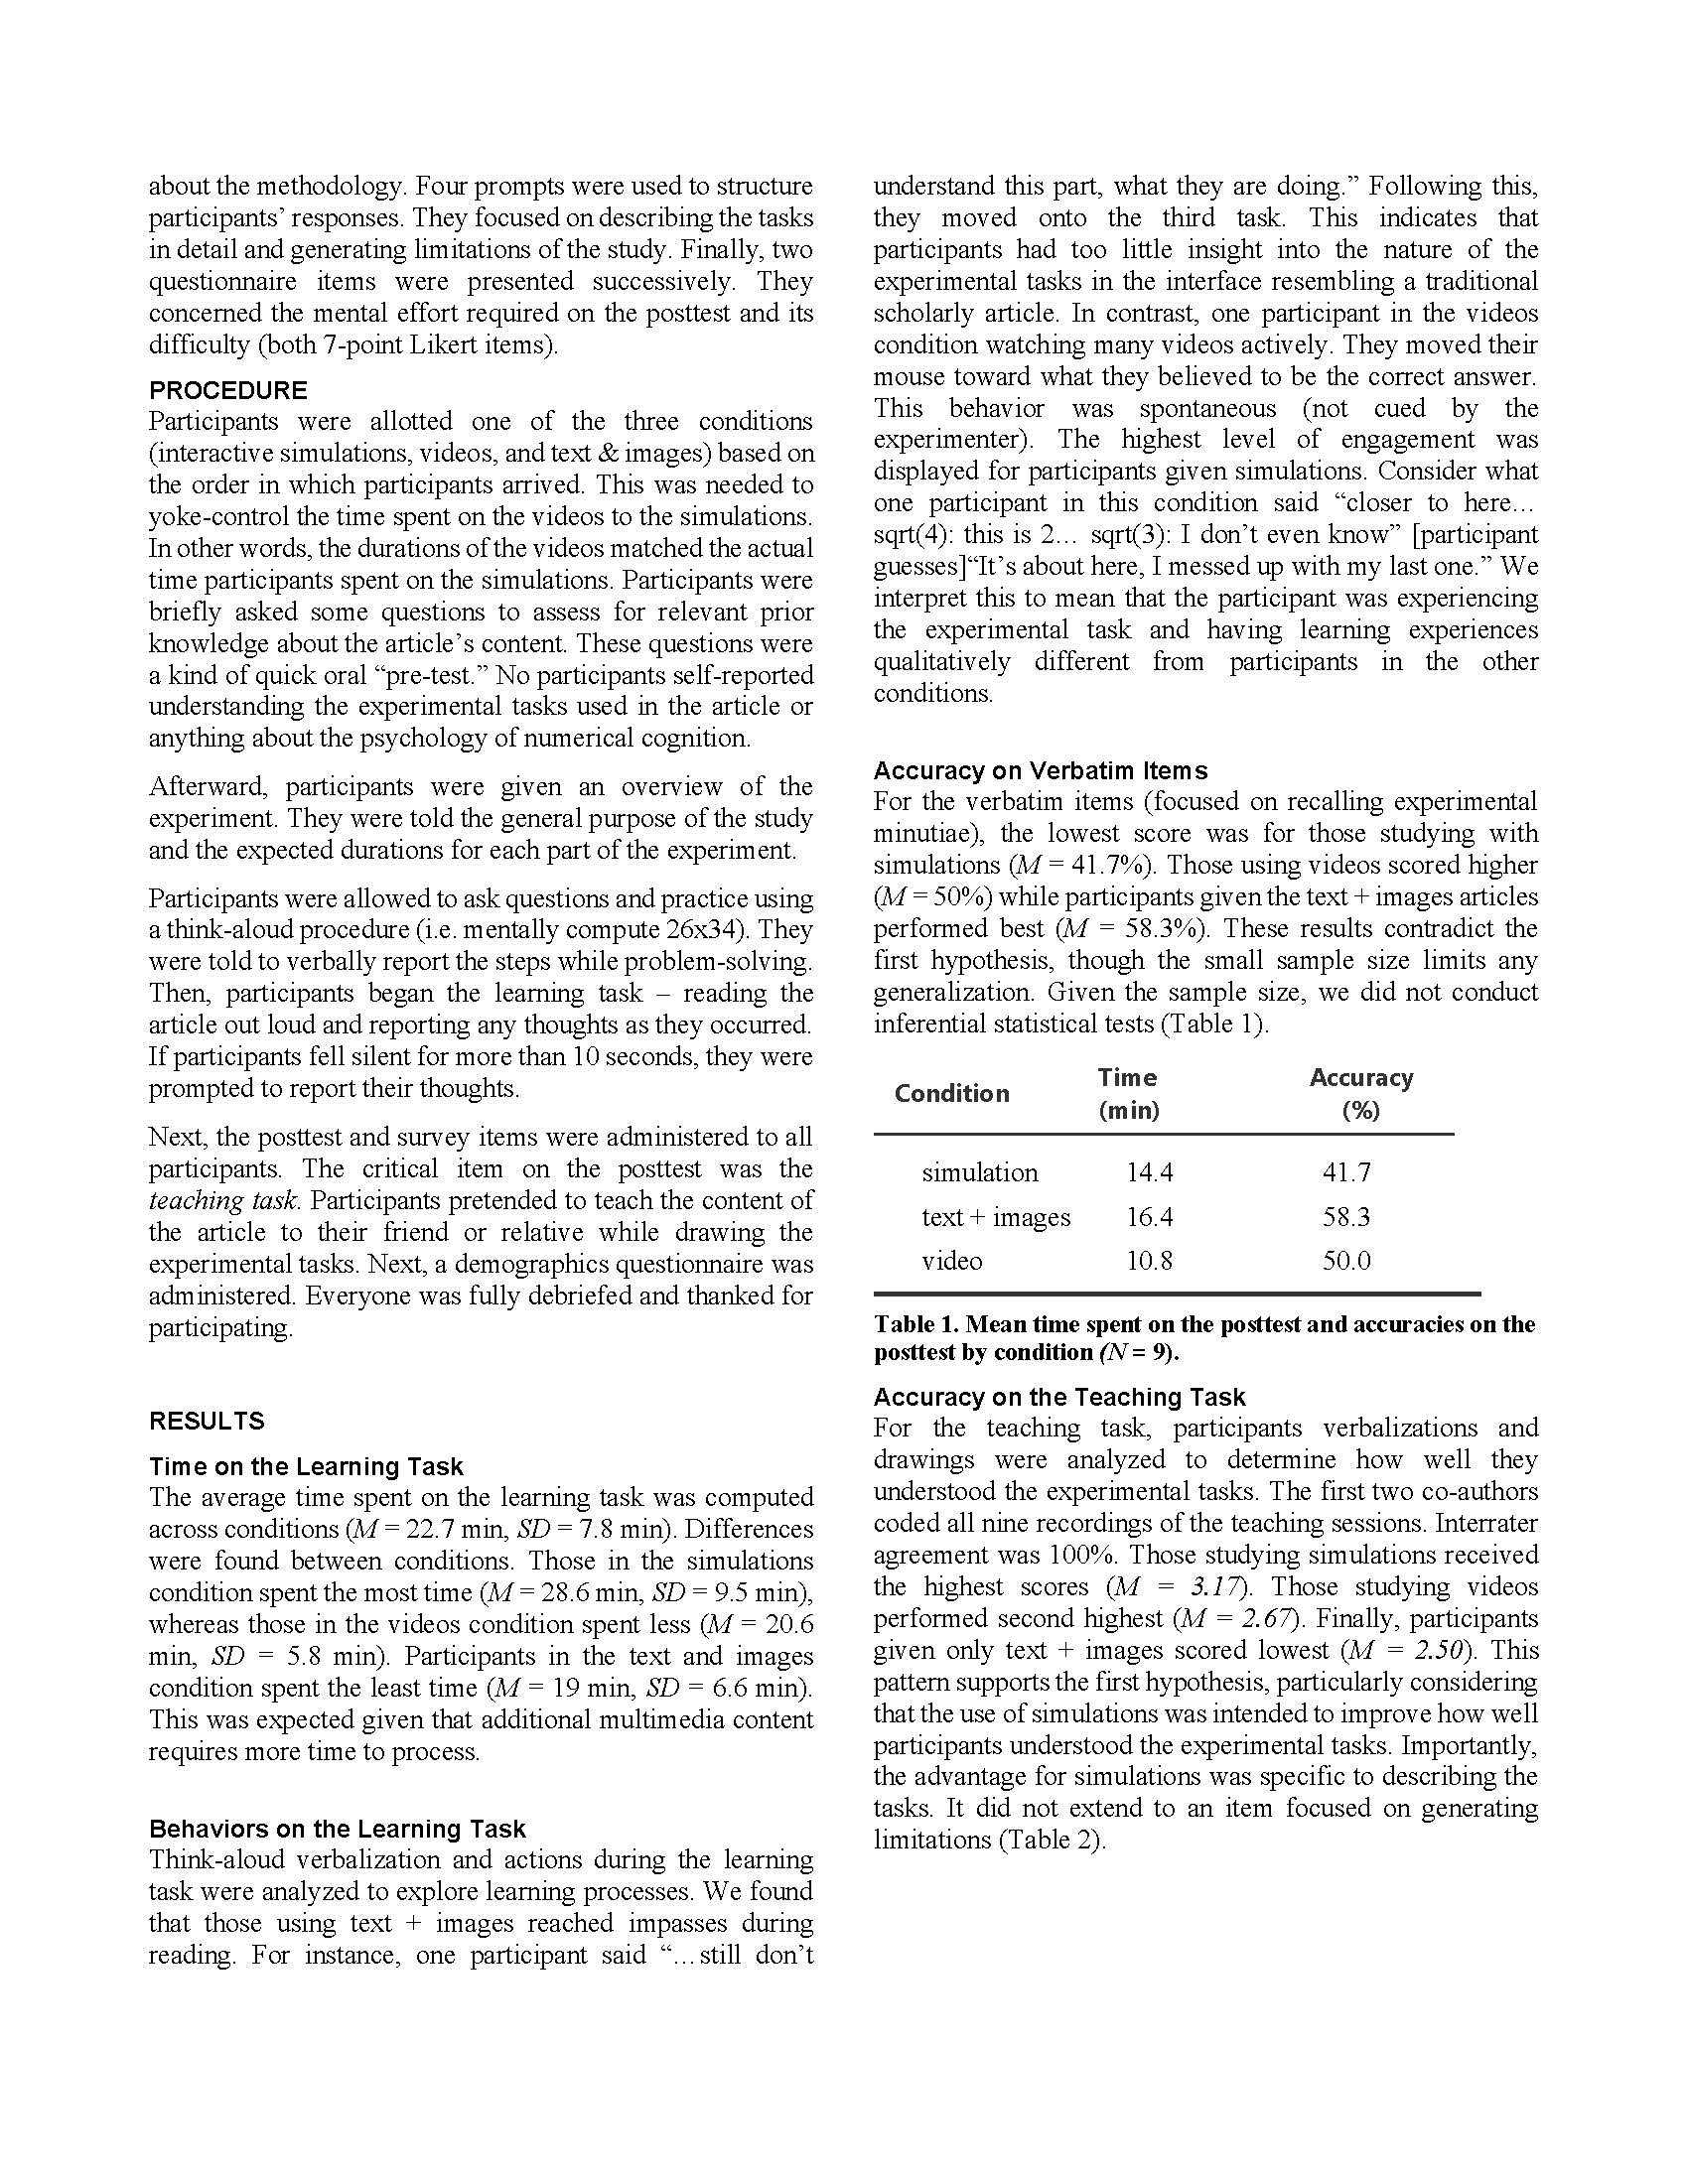 about the methodology. Four prompts were used to structure
participants’ responses. They focused on describing the tasks
in detail and generating limitations of the study. Finally, two
questionnaire items were presented successively. They
concerned the mental effort required on the posttest and its
difficulty (both 7-point Likert items).
PROCEDURE
Participants were allotted one of the three conditions
(interactive simulations, videos, and text & images) based on
the order in which participants arrived. This was needed to
yoke-control the time spent on the videos to the simulations.
In other words, the durations of the videos matched the actual
time participants spent on the simulations. Participants were
briefly asked some questions to assess for relevant prior
knowledge about the article’s content. These questions were
a kind of quick oral “pre-test.” No participants self-reported
understanding the experimental tasks used in the article or
anything about the psychology of numerical cognition.
Afterward, participants were given an overview of the
experiment. They were told the general purpose of the study
and the expected durations for each part of the experiment.
Participants were allowed to ask questions and practice using
a think-aloud procedure (i.e. mentally compute 26x34). They
were told to verbally report the steps while problem-solving.
Then, participants began the learning task – reading the
article out loud and reporting any thoughts as they occurred.
If participants fell silent for more than 10 seconds, they were
prompted to report their thoughts.
Next, the posttest and survey items were administered to all
participants. The critical item on the posttest was the
teaching task. Participants pretended to teach the content of
the article to their friend or relative while drawing the
experimental tasks. Next, a demographics questionnaire was
administered. Everyone was fully debriefed and thanked for
participating.
RESULTS
Time on the Learning Task
The average time spent on the learning task was computed
across conditions (M = 22.7 min, SD = 7.8 min). Differences
were found between conditions. Those in the simulations
condition spent the most time (M = 28.6 min, SD = 9.5 min),
whereas those in the videos condition spent less (M = 20.6
min, SD = 5.8 min). Participants in the text and images
condition spent the least time (M = 19 min, SD = 6.6 min).
This was expected given that additional multimedia content
requires more time to process.
Behaviors on the Learning Task
Think-aloud verbalization and actions during the learning
task were analyzed to explore learning processes. We found
that those using text + images reached impasses during
reading. For instance, one participant said “…still don’t
understand this part, what they are doing.” Following this,
they moved onto the third task. This indicates that
participants had too little insight into the nature of the
experimental tasks in the interface resembling a traditional
scholarly article. In contrast, one participant in the videos
condition watching many videos actively. They moved their
mouse toward what they believed to be the correct answer.
This behavior was spontaneous (not cued by the
experimenter). The highest level of engagement was
displayed for participants given simulations. Consider what
one participant in this condition said “closer to here…
sqrt(4): this is 2… sqrt(3): I don’t even know” [participant
guesses]“It’s about here, I messed up with my last one.” We
interpret this to mean that the participant was experiencing
the experimental task and having learning experiences
qualitatively different from participants in the other
conditions.
Accuracy on Verbatim Items
For the verbatim items (focused on recalling experimental
minutiae), the lowest score was for those studying with
simulations (M = 41.7%). Those using videos scored higher
(M = 50%) while participants given the text + images articles
performed best (M = 58.3%). These results contradict the
first hypothesis, though the small sample size limits any
generalization. Given the sample size, we did not conduct
inferential statistical tests (Table 1).
Condition Time (min) Accuracy (%)
simulation 14.4 41.7
text + images 16.4 58.3
video 10.8 50.0
Table 1. Mean time spent on the posttest and accuracies on the
posttest by condition (N = 9).
Accuracy on the Teaching Task
For the teaching task, participants verbalizations and
drawings were analyzed to determine how well they
understood the experimental tasks. The first two co-authors
coded all nine recordings of the teaching sessions. Interrater
agreement was 100%. Those studying simulations received
the highest scores (M = 3.17). Those studying videos
performed second highest (M = 2.67). Finally, participants
given only text + images scored lowest (M = 2.50). This
pattern supports the first hypothesis, particularly considering
that the use of simulations was intended to improve how well
participants understood the experimental tasks. Importantly,
the advantage for simulations was specific to describing the
tasks. It did not extend to an item focused on generating
limitations (Table 2).